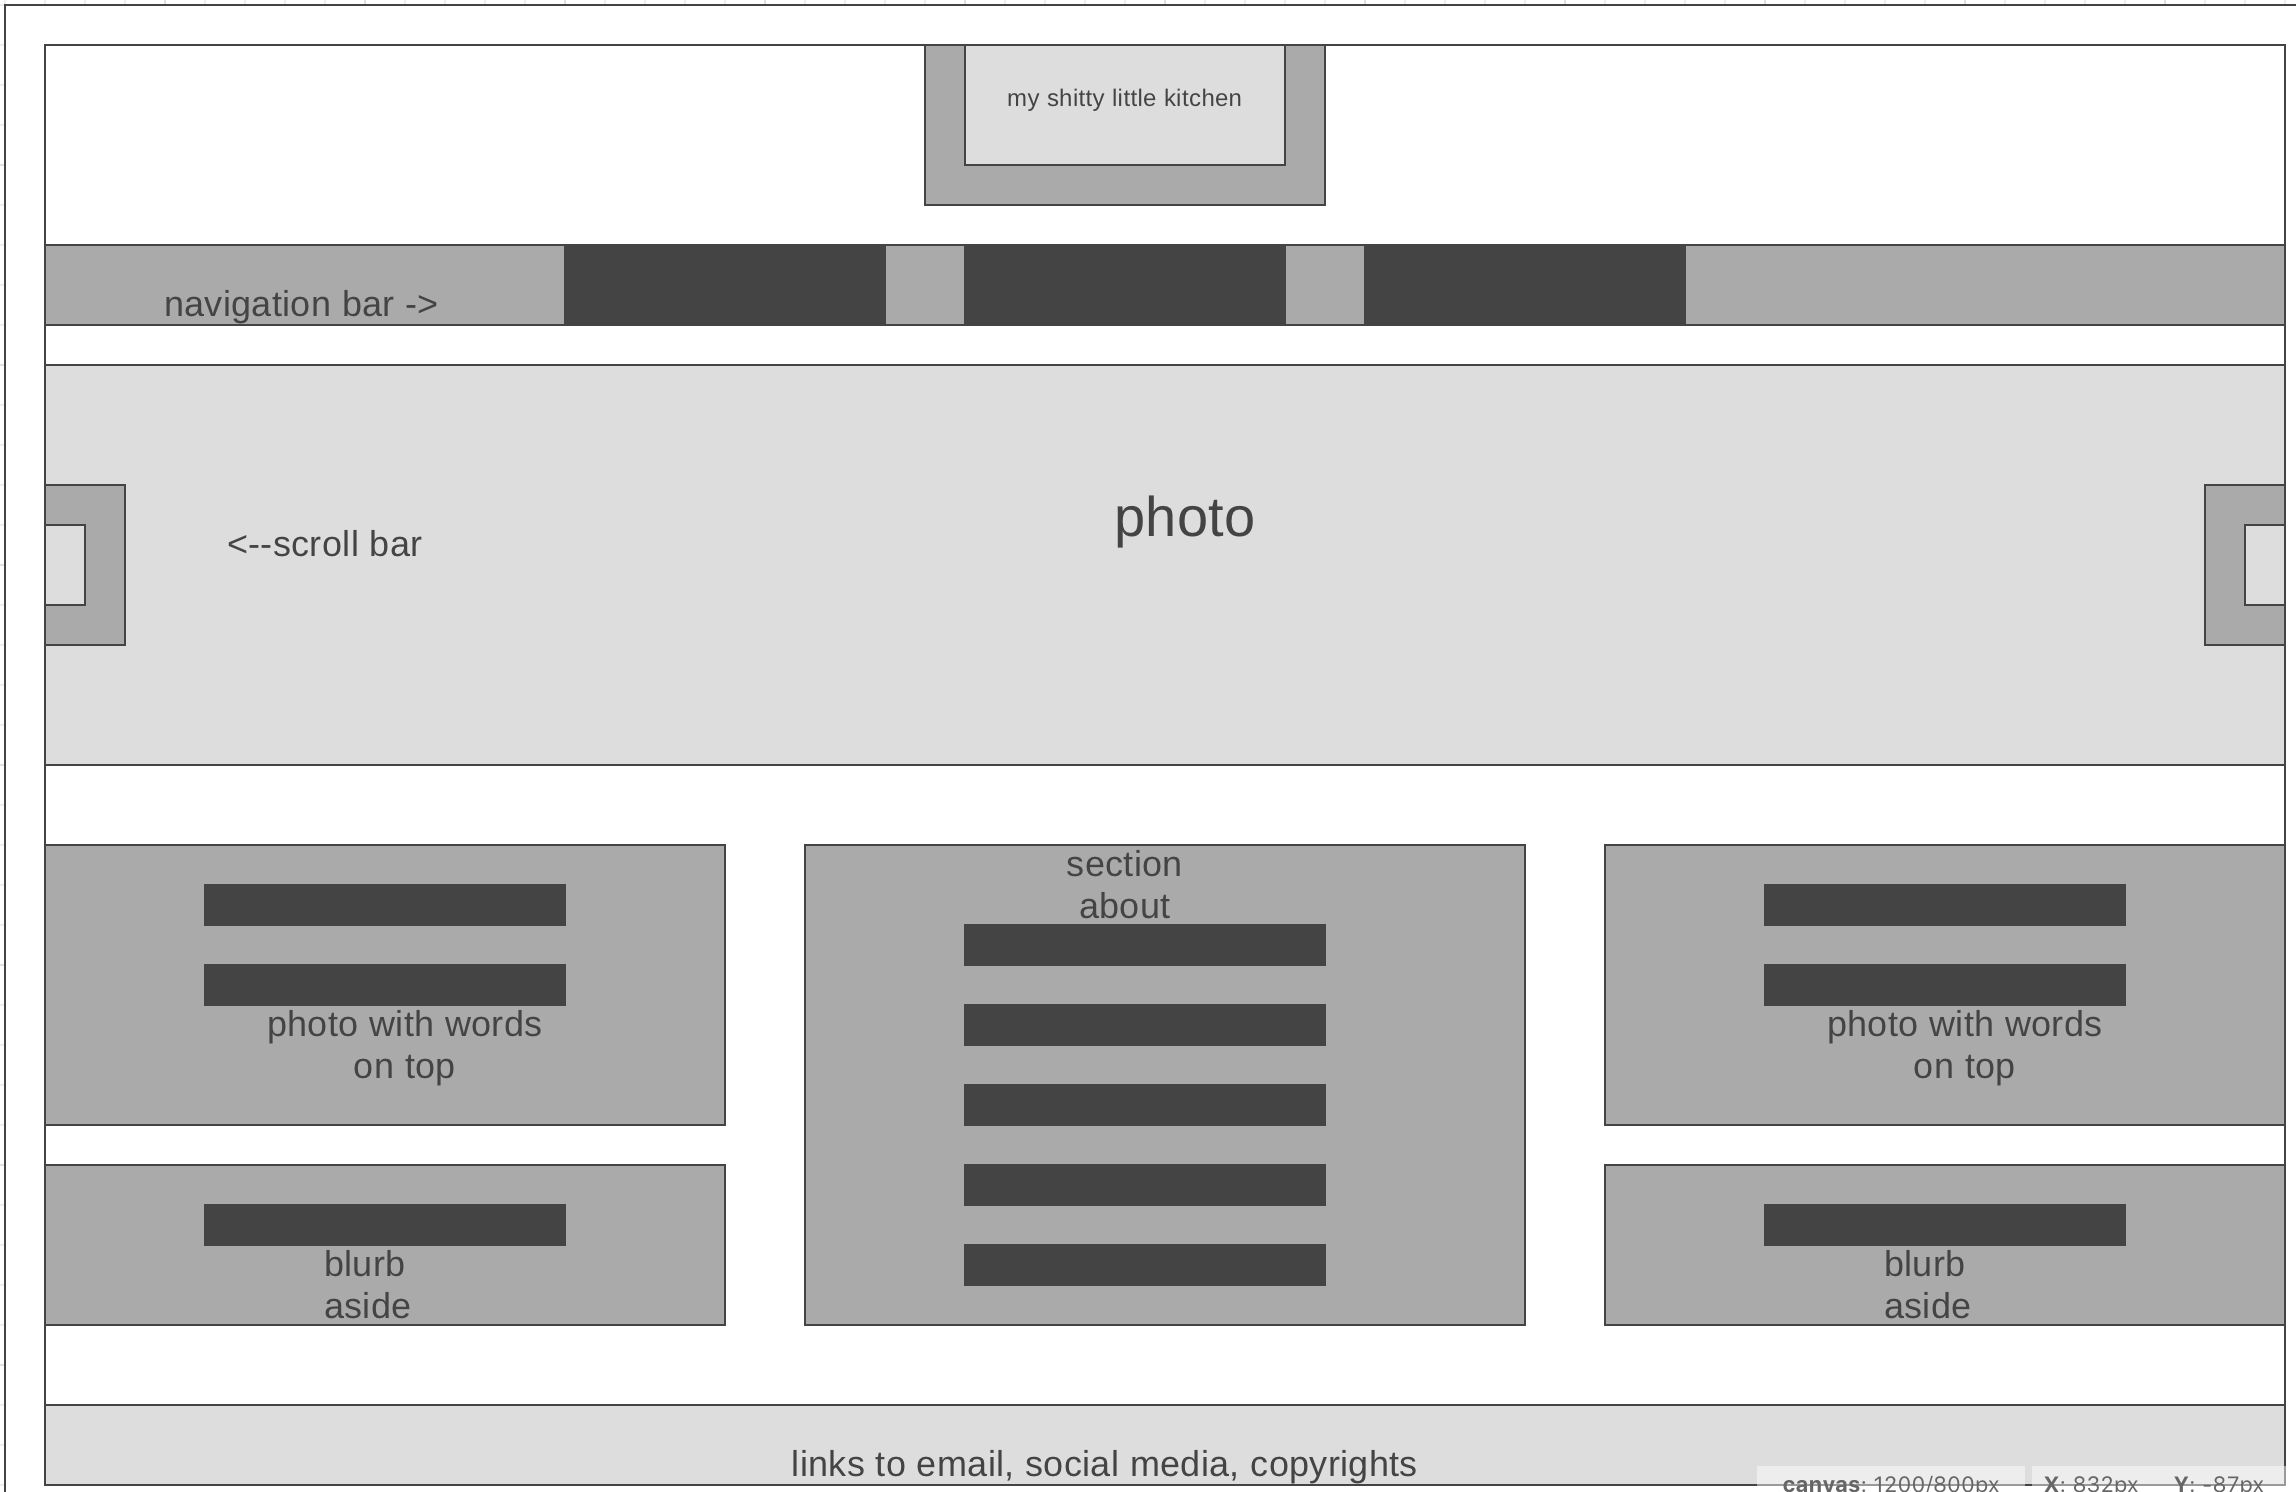 my shitty little kitchen
navigation bar ->
photo
<--scroll bar
section
about
photo with words
on top
photo with words
on top
blurb
aside
blurb
aside
links to email, social media, copyrights
canvas: 1200/800px X: 832px Y: -87px